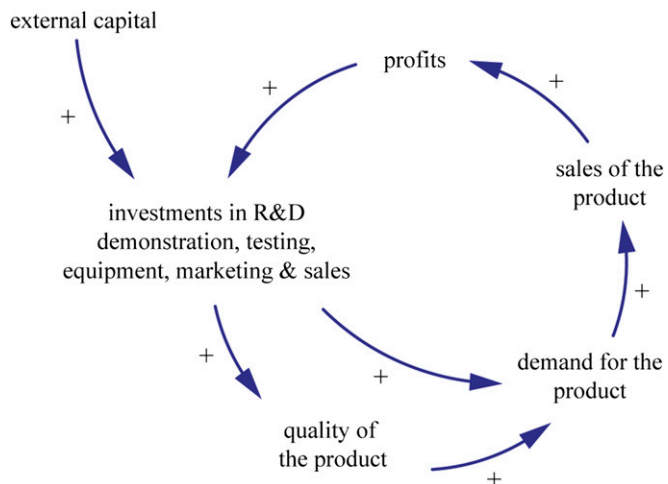 external capital
+
profits
+
+
sales of the
product
investments in R&D
demonstration, testing,
equipment, marketing & sales
+
+
+
demand for the
product
quality of
the product
+